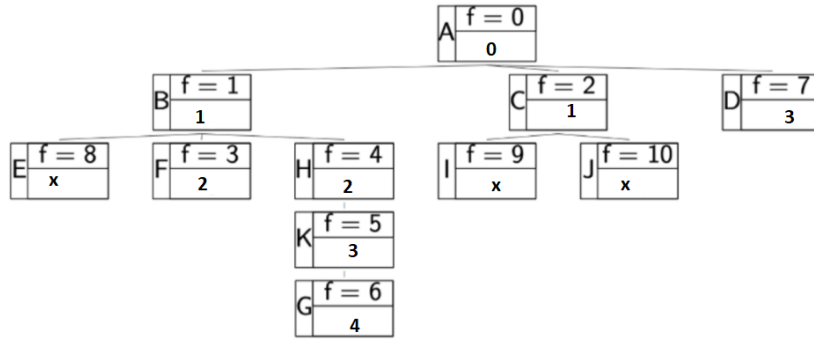 A f = 0
0
B f = 1
1
C f = 2
1
D f = 7
3
E f = 8
x
F f = 3
2
H f = 4
2
I f = 9
x
J f = 10
x
K f = 5
3
G f = 6
4